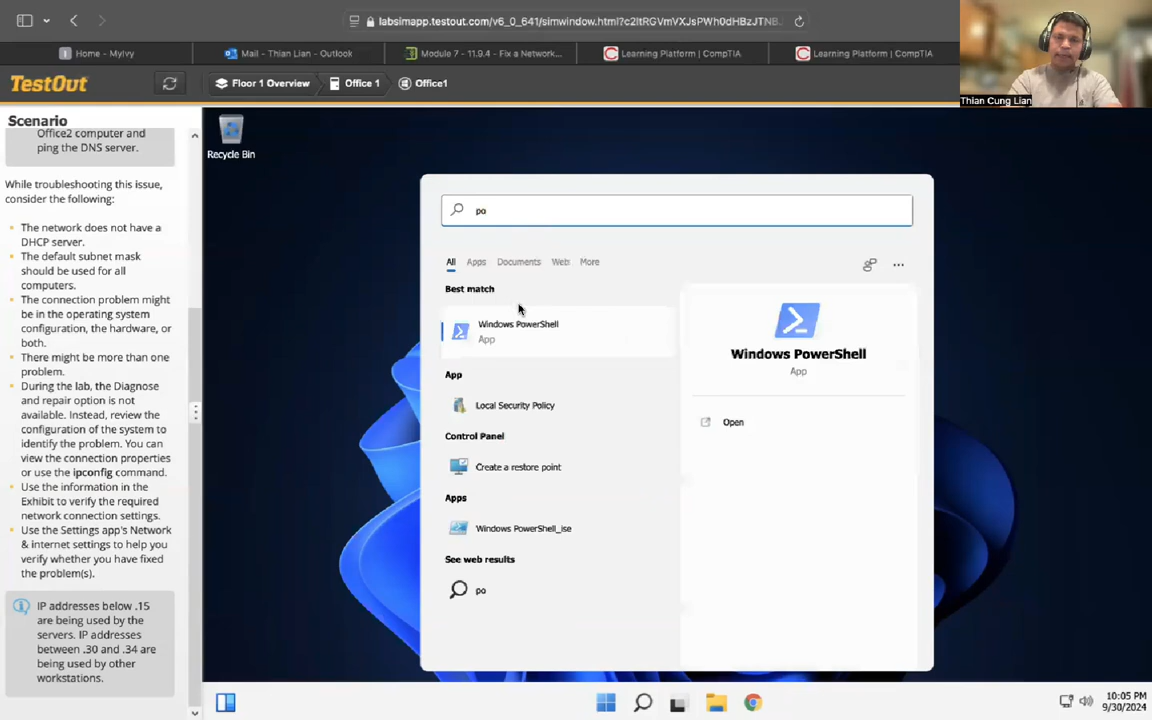 labsimapp.testout.com/v6_0_641/simwindow.html?c2ltRGVmVXJsPWh0dHBzJTNB...
Home - MyIvy
Mail - Thian Lian - Outlook
Module 7 - 11.9.4 - Fix a Network...
Learning Platform | CompTIA
Learning Platform | CompTIA
TestOut
Floor 1 Overview
Office 1
Office1
Thian Cung Lian
Scenario
Office2 computer and
ping the DNS server.
While troubleshooting this issue,
consider the following:
The network does not have a
DHCP server.
The default subnet mask
should be used for all
computers.
The connection problem might
be in the operating system
configuration, the hardware, or
both.
There might be more than one
problem.
During the lab, the Diagnose
and repair option is not
available. Instead, review the
configuration of the system to
identify the problem. You can
view the connection properties
or use the ipconfig command.
Use the information in the
Exhibit to verify the required
network connection settings.
Use the Settings app's Network
& internet settings to help you
verify whether you have fixed
the problem(s).
IP addresses below .15
are being used by the
servers. IP addresses
between .30 and .34 are
being used by other
workstations.
Recycle Bin
po
All
Apps
Documents
Web
More
...
Best match
Windows PowerShell
App
App
Local Security Policy
Control Panel
Create a restore point
Apps
Windows PowerShell_ise
See web results
po
Windows PowerShell
App
Open
10:05 PM
9/30/2024